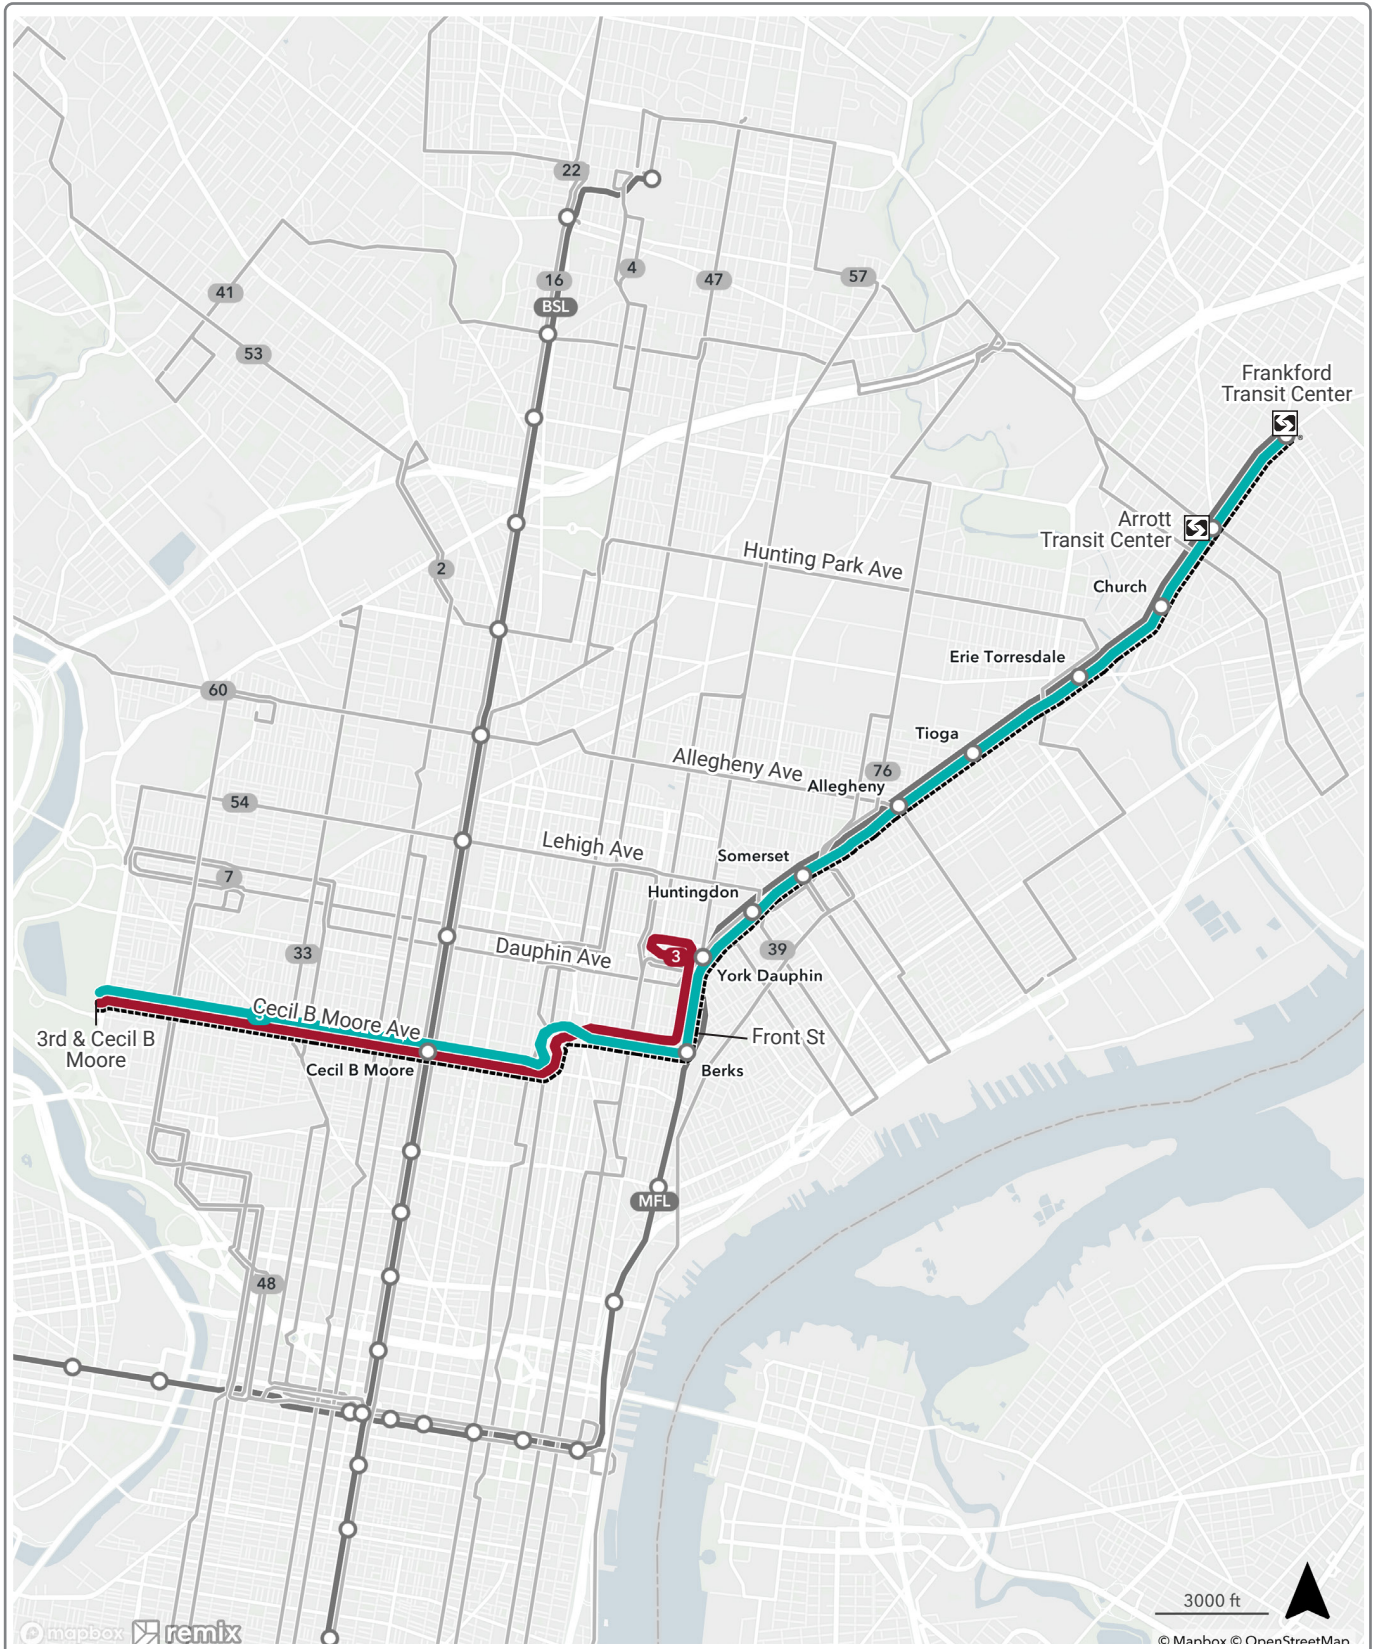 22
4
16
47
57
41
BSL
53
Frankford
Transit Center
Arrott
Transit Center
Hunting Park Ave
2
Church
Erie Torresdale
60
Tioga
Allegheny Ave
76
Allegheny
54
Lehigh Ave
Somerset
7
Huntingdon
Dauphin Ave
33
3
39
York Dauphin
Cecil B Moore Ave
3rd & Cecil B
Moore
Front St
Cecil B Moore
Berks
MFL
48
3000 ft
mapbox remix
© Mapbox © OpenStreetMap